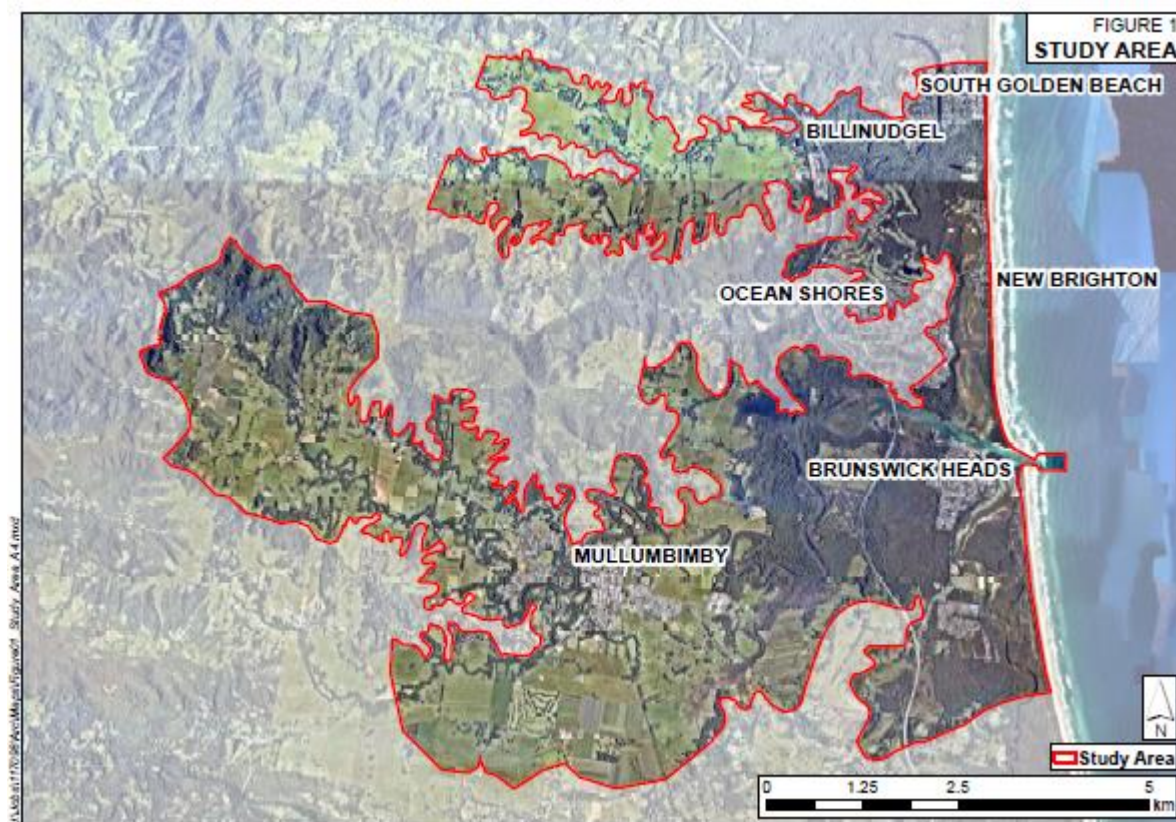 FIGURE 1
STUDY AREA
SOUTH GOLDEN BEACH
BILLINUDGEL
OCEAN SHORES
NEW BRIGHTON
BRUNSWICK HEADS
MULLUMBIMBY
N
Study Area
0 1.25 2.5 5
km